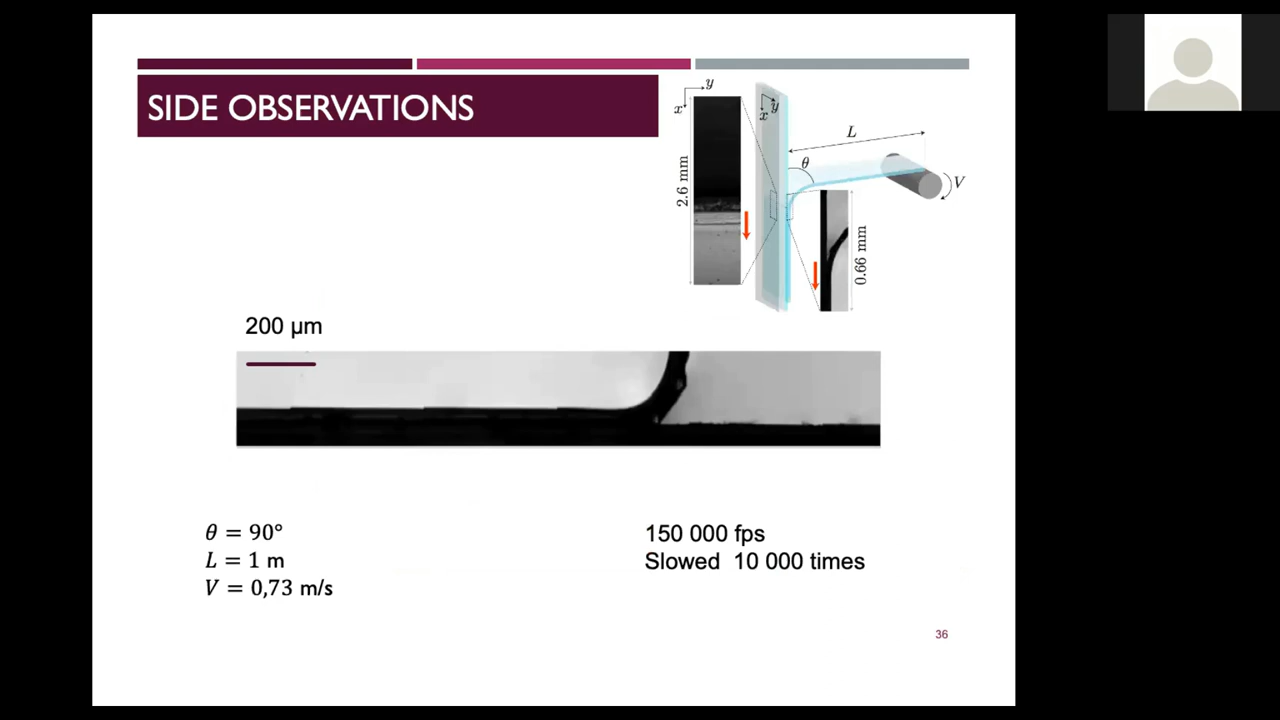 SIDE OBSERVATIONS
y
x
2.6 mm
x
y
L
θ
V
0.66 mm
200 µm
θ = 90°
L = 1 m
V = 0,73 m/s
150 000 fps
Slowed 10 000 times
36